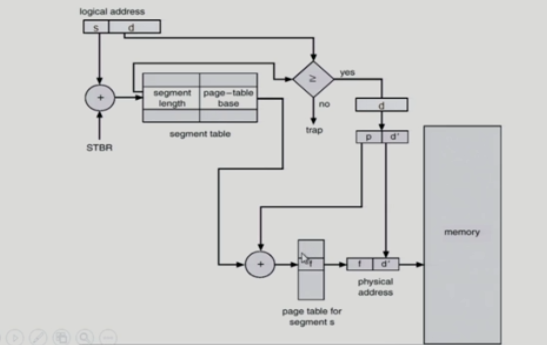 logical address
s d
yes
≥
segment length
page-table base
d
no
+
trap
segment table
p d'
STBR
memory
+
f
f d'
physical address
page table for segment s